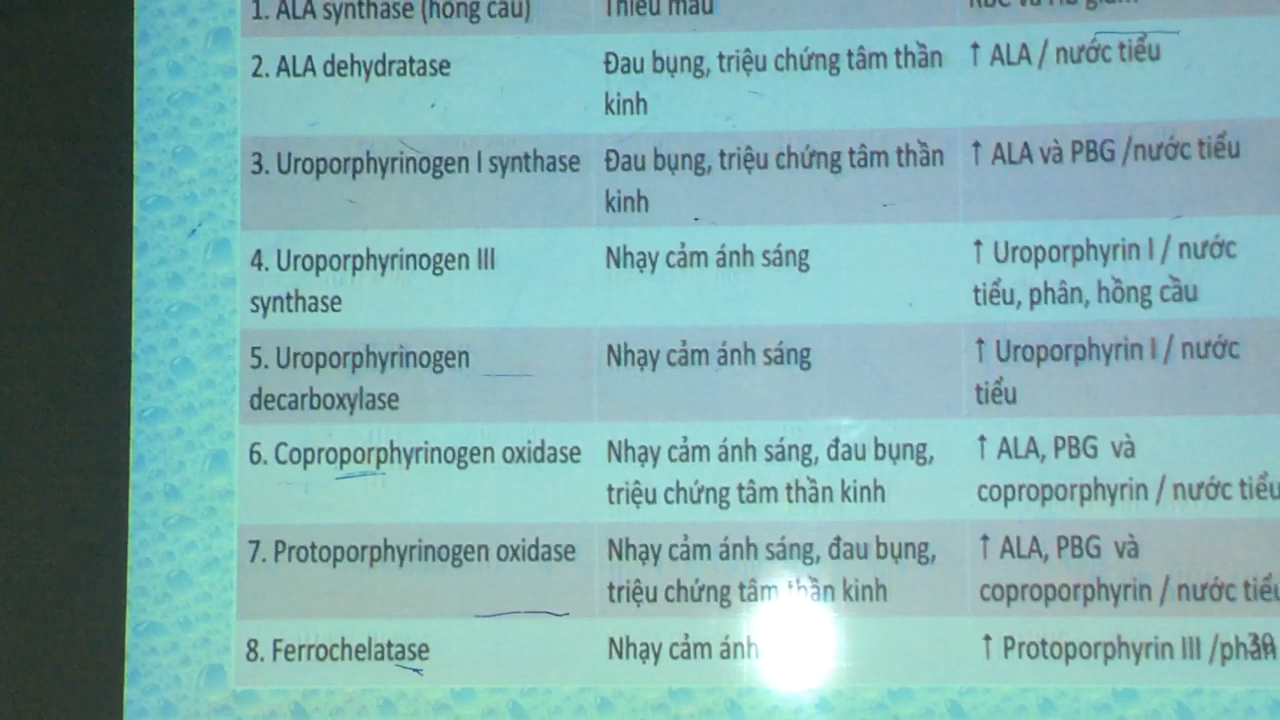 1. ALA synthase (hồng cầu) Thiếu máu
2. ALA dehydratase Đau bụng, triệu chứng tâm thần ↑ ALA / nước tiểu
kinh
3. Uroporphyrinogen I synthase Đau bụng, triệu chứng tâm thần ↑ ALA và PBG /nước tiểu
kinh
4. Uroporphyrinogen III Nhạy cảm ánh sáng ↑ Uroporphyrin I / nước
synthase tiểu, phân, hồng cầu
5. Uroporphyrinogen Nhạy cảm ánh sáng ↑ Uroporphyrin I / nước
decarboxylase tiểu
6. Coproporphyrinogen oxidase Nhạy cảm ánh sáng, đau bụng, ↑ ALA, PBG và
triệu chứng tâm thần kinh coproporphyrin / nước tiểu
7. Protoporphyrinogen oxidase Nhạy cảm ánh sáng, đau bụng, ↑ ALA, PBG và
triệu chứng tâm thần kinh coproporphyrin / nước tiểu
8. Ferrochelatase Nhạy cảm ánh ↑ Protoporphyrin III /phân